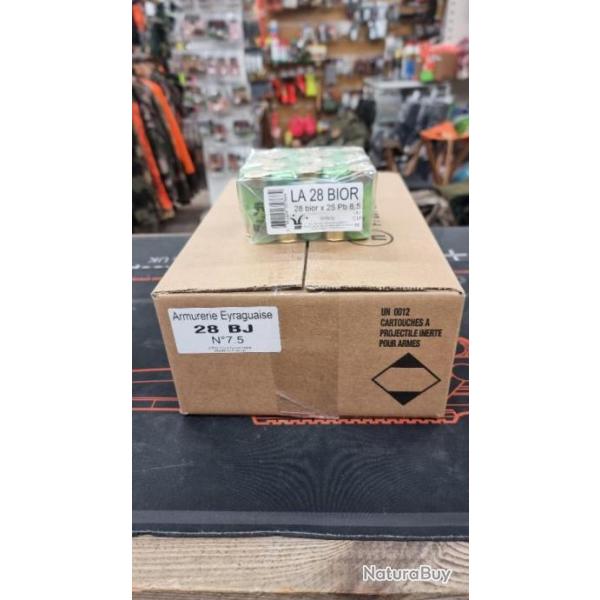 LA 28 BIOR
28 bior x 25 Pb 8,5
Armurerie Eyraguaise
28 BJ
N°7.5
UN 0012
CARTOUCHES A
PROJECTILE INERTE
POUR ARMES
UK
NaturaBuy